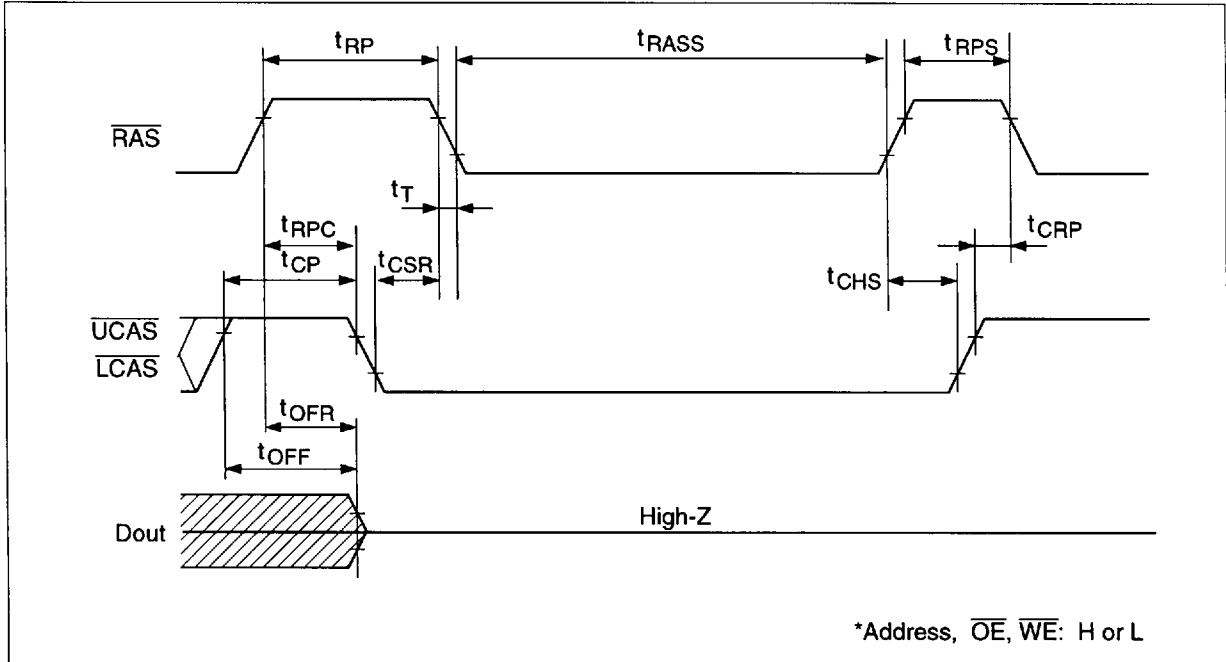 tRP tRASS tRPS
RAS
tT
tRPC tCRP
tCP tCSR tCHS
UCAS
LCAS
tOFR
tOFF
High-Z
Dout
*Address, OE, WE: H or L